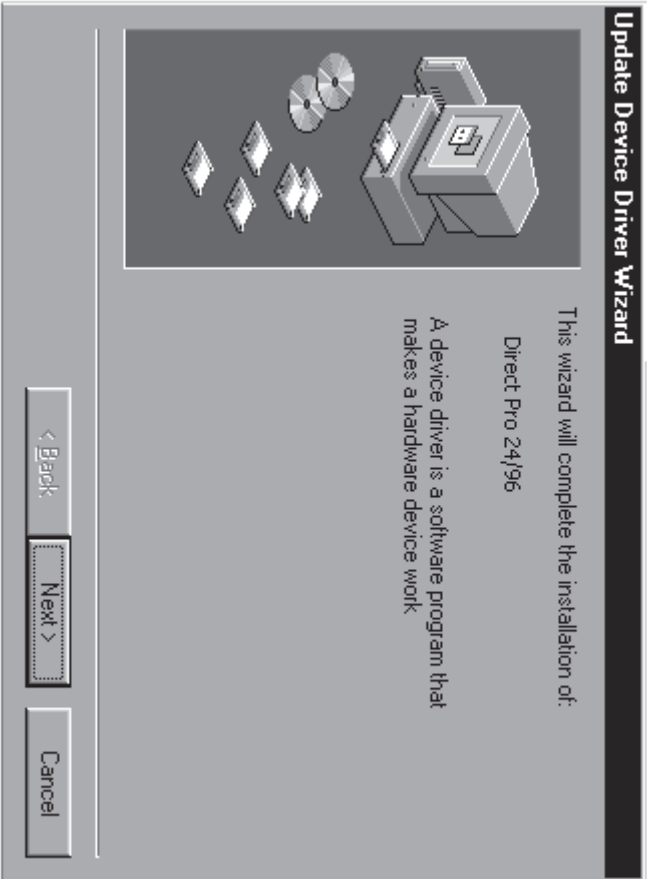 Update Device Driver Wizard
This wizard will complete the installation of:
Direct Pro 24/96
A device driver is a software program that
makes a hardware device work
< Back
Next >
Cancel